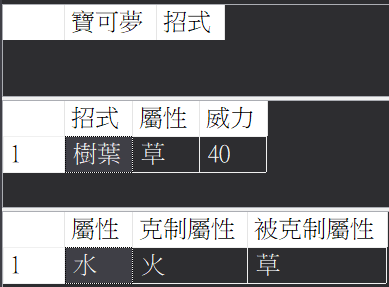 寶可夢 招式
招式 屬性 威力
1 樹葉 草 40
屬性 克制屬性 被克制屬性
1 水 火 草